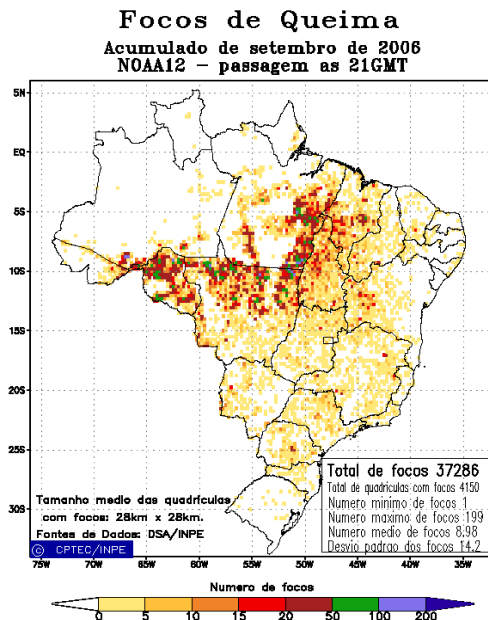 Focos de Queima
Acumulado de setembro de 2006
NOAA12 – passagem as 21GMT
5N
EQ
5S
10S
15S
20S
25S
30S
Total de focos 37286
Total de quadrículas com focos 4150
Numero minimo de focos 1
Numero maximo de focos 199
Numero medio de focos 8.98
Desvio padrao dos focos 14.2
Tamanho medio das quadrículas
com focos: 28km x 28km.
Fontes de Dados: DSA/INPE
© CPTEC/INPE
75W 70W 65W 60W 55W 50W 45W 40W 35W
Numero de focos
0 5 10 15 20 50 100 200